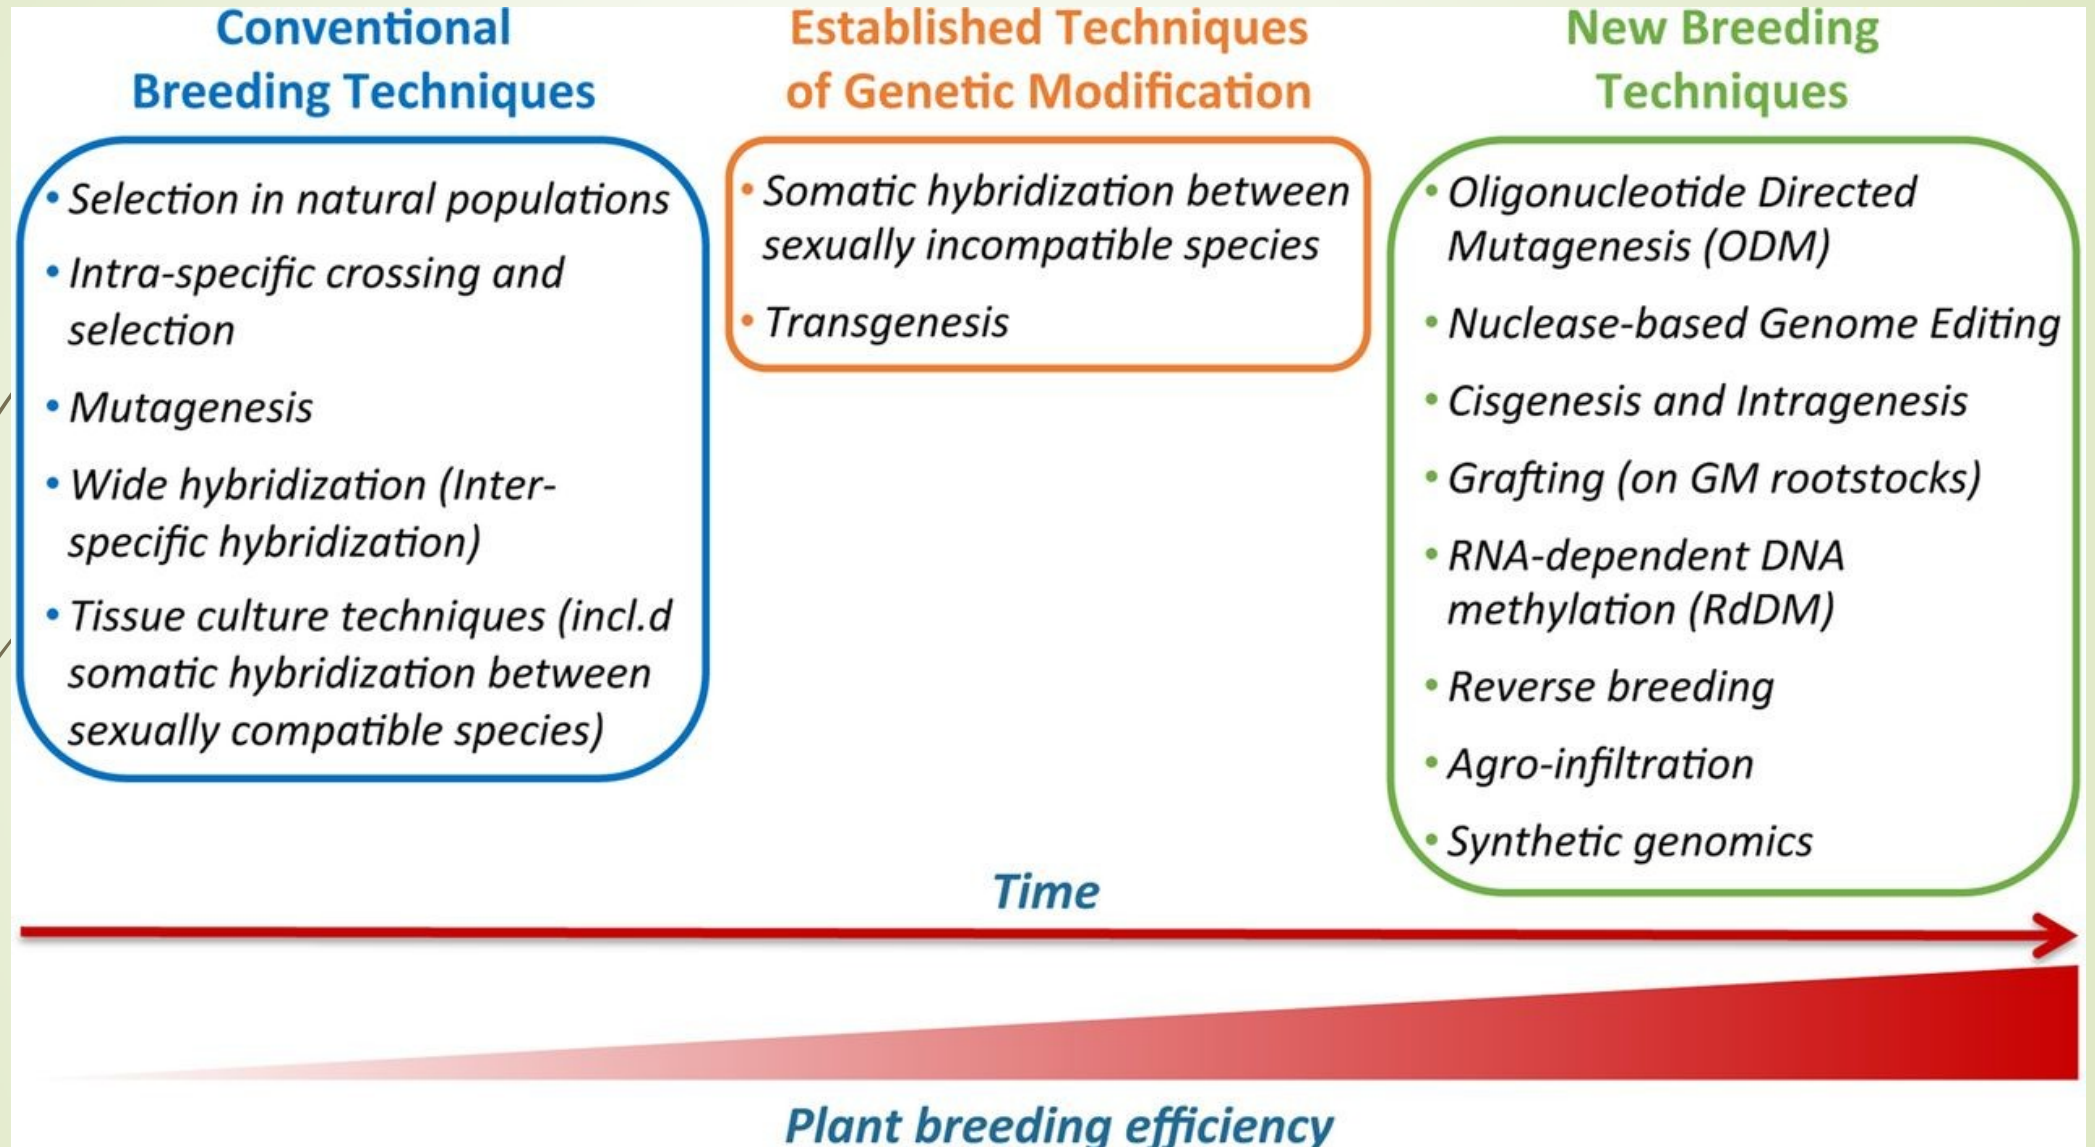 Conventional
Breeding Techniques
• Selection in natural populations
• Intra-specific crossing and
selection
• Mutagenesis
• Wide hybridization (Inter-
specific hybridization)
• Tissue culture techniques (incl.d
somatic hybridization between
sexually compatible species)
Established Techniques
of Genetic Modification
• Somatic hybridization between
sexually incompatible species
• Transgenesis
New Breeding
Techniques
• Oligonucleotide Directed
Mutagenesis (ODM)
• Nuclease-based Genome Editing
• Cisgenesis and Intragenesis
• Grafting (on GM rootstocks)
• RNA-dependent DNA
methylation (RdDM)
• Reverse breeding
• Agro-infiltration
• Synthetic genomics
Time
Plant breeding efficiency